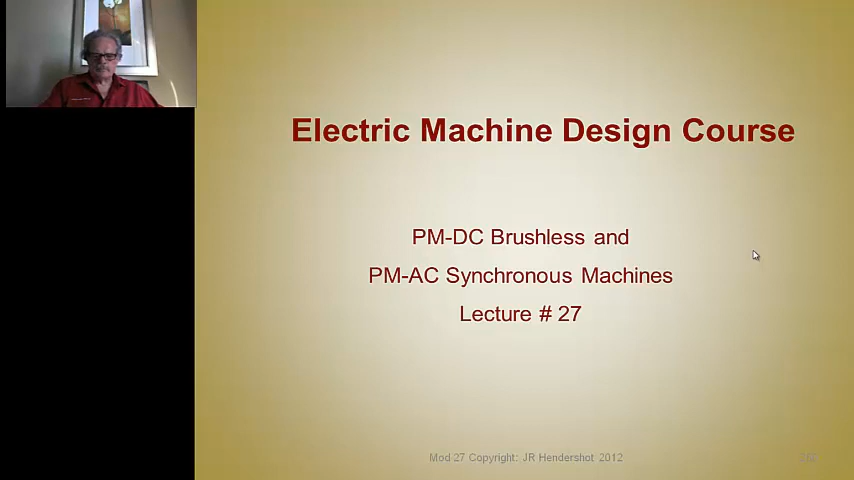 Electric Machine Design Course
PM-DC Brushless and
PM-AC Synchronous Machines
Lecture # 27
Mod 27 Copyright: JR Hendershot 2012